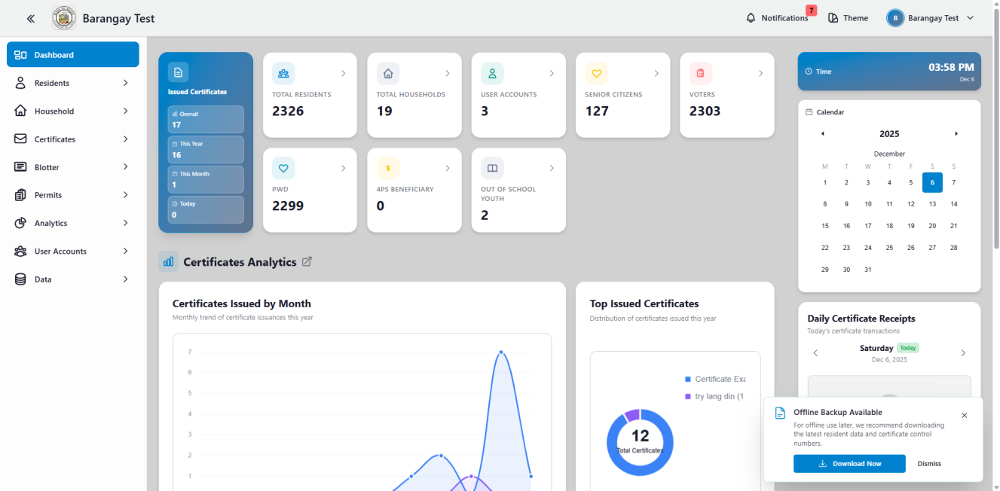 Barangay Test
Notifications
7
Theme
B
Barangay Test
Dashboard
Residents
Household
Certificates
Blotter
Permits
Analytics
User Accounts
Data
Issued Certificates
Overall
17
This Year
16
This Month
1
Today
0
TOTAL RESIDENTS
2326
TOTAL HOUSEHOLDS
19
USER ACCOUNTS
3
SENIOR CITIZENS
127
VOTERS
2303
PWD
2299
$
4PS BENEFICIARY
0
OUT OF SCHOOL
YOUTH
2
Time
03:58 PM
Dec 6
Calendar
2025
December
M T W T F S S
1 2 3 4 5 6 7
8 9 10 11 12 13 14
15 16 17 18 19 20 21
22 23 24 25 26 27 28
29 30 31
Certificates Analytics
Certificates Issued by Month
Monthly trend of certificate issuances this year
7
6
5
4
3
2
1
Top Issued Certificates
Distribution of certificates issued this year
Certificate Exa
try lang din (1
12
Total Certificates
Daily Certificate Receipts
Today's certificate transactions
Saturday Today
Dec 6, 2025
Offline Backup Available
For offline use later, we recommend downloading
the latest resident data and certificate control
numbers.
Download Now
Dismiss